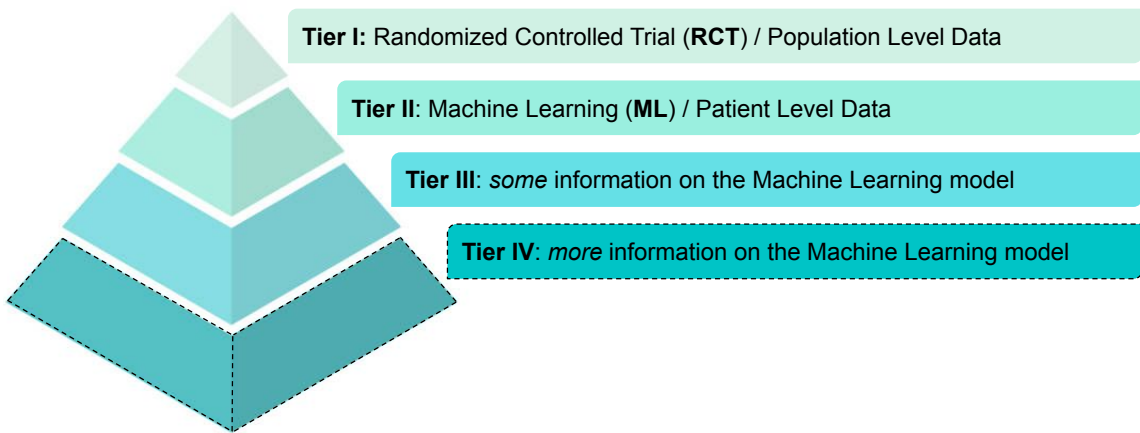 Tier I: Randomized Controlled Trial (RCT) / Population Level Data
Tier II: Machine Learning (ML) / Patient Level Data
Tier III: some information on the Machine Learning model
Tier IV: more information on the Machine Learning model